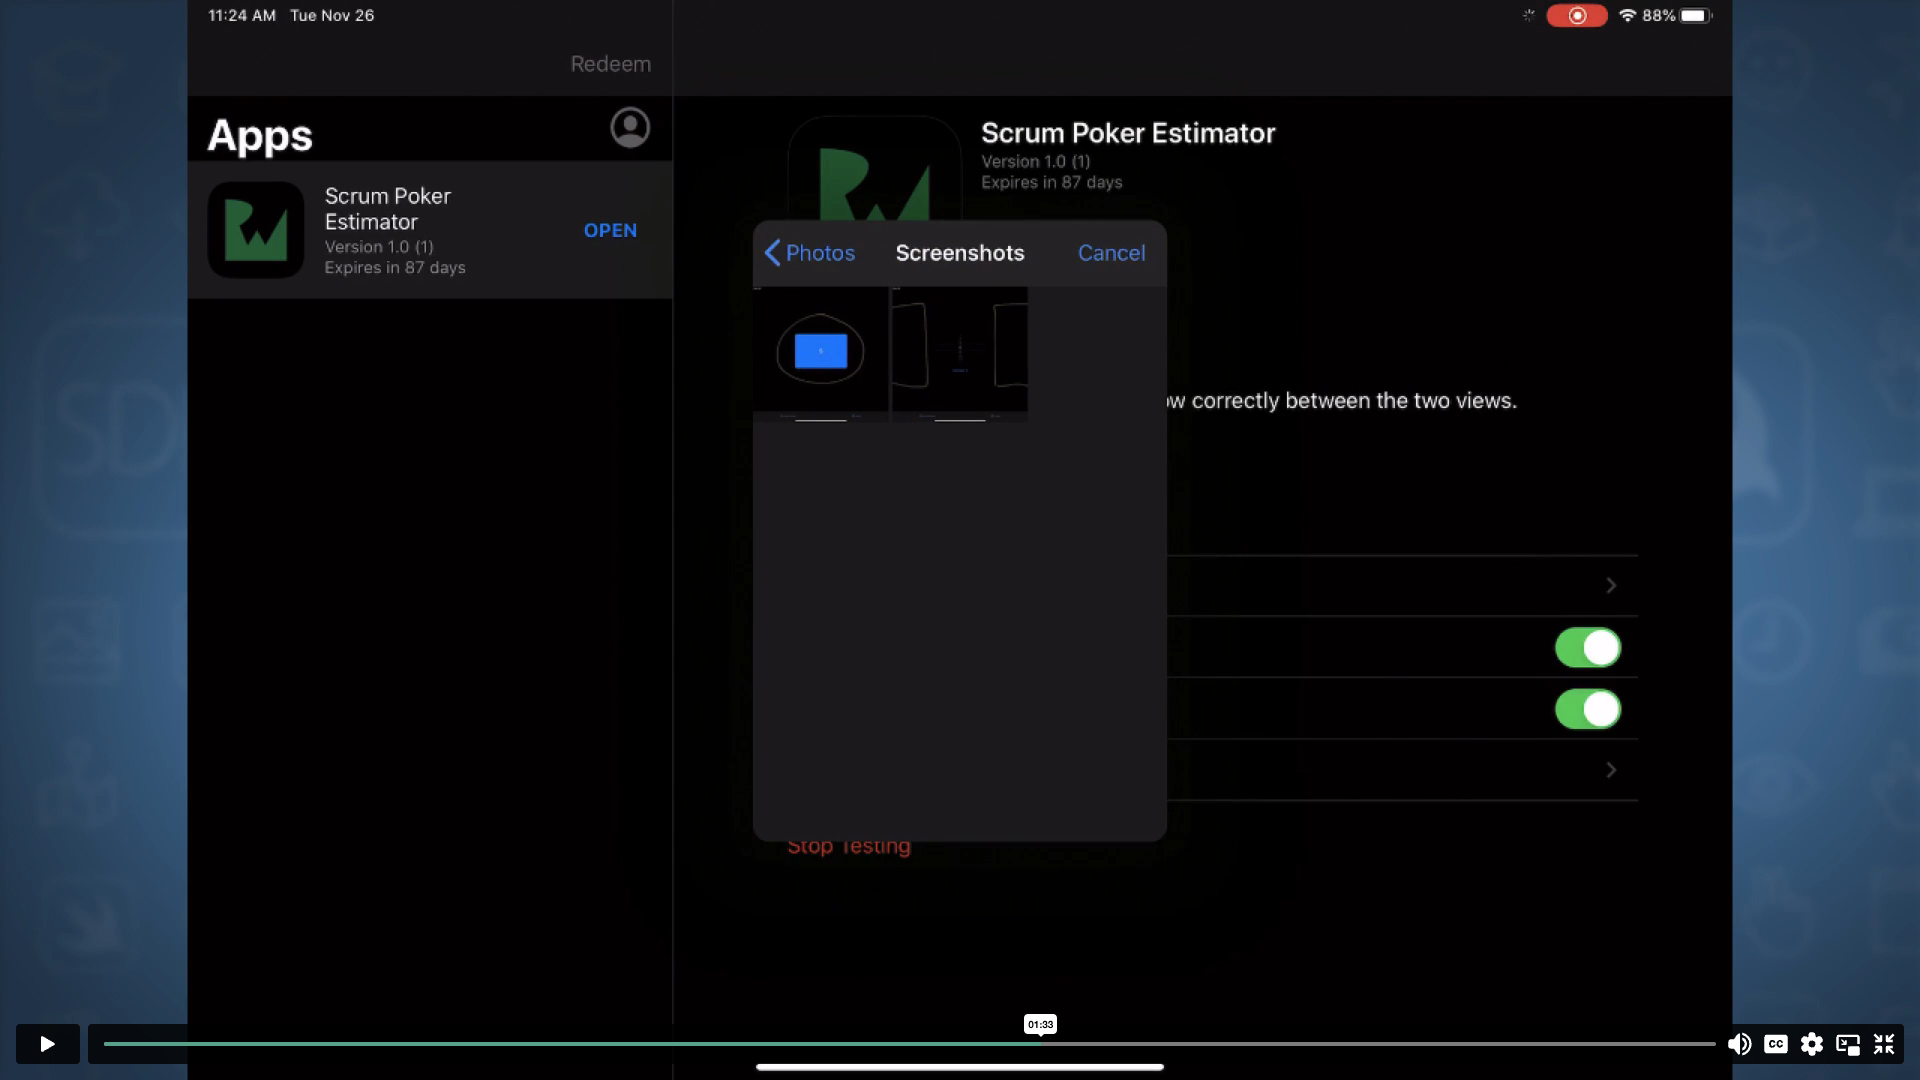 11:24 AM Tue Nov 26
88%
Redeem
Apps
Scrum Poker
Estimator
Version 1.0 (1)
Expires in 87 days
OPEN
Scrum Poker Estimator
Version 1.0 (1)
Expires in 87 days
Photos
Screenshots
Cancel
ow correctly between the two views.
Stop Testing
SD
01:33
CC